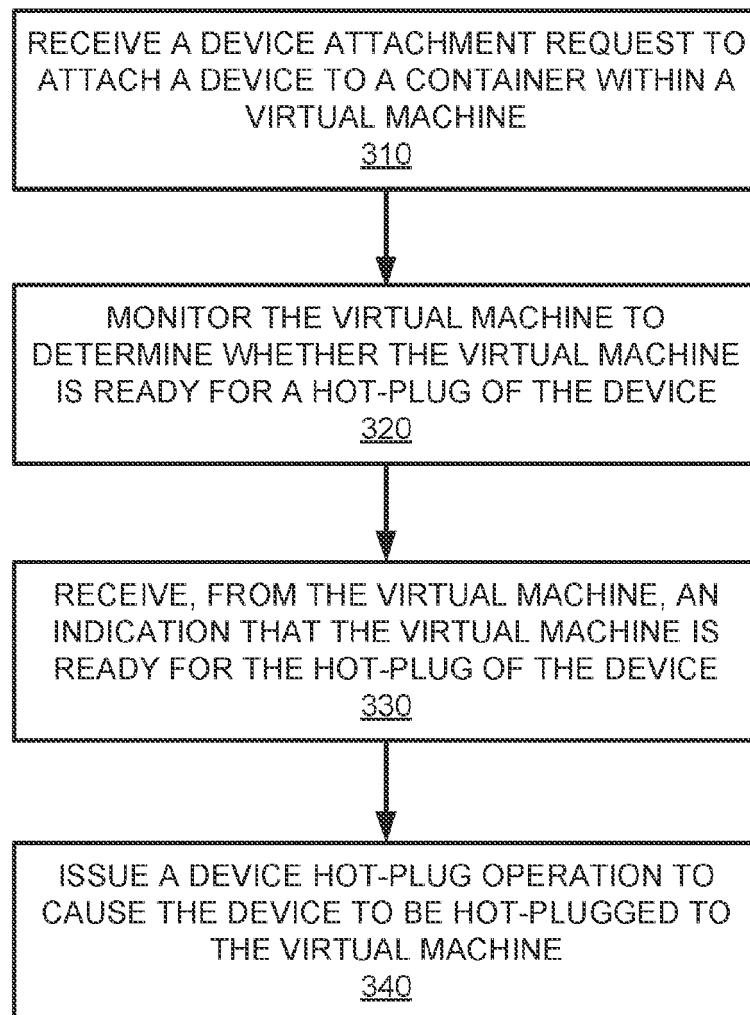 RECEIVE A DEVICE ATTACHMENT REQUEST TO
ATTACH A DEVICE TO A CONTAINER WITHIN A
VIRTUAL MACHINE
310
MONITOR THE VIRTUAL MACHINE TO
DETERMINE WHETHER THE VIRTUAL MACHINE
IS READY FOR A HOT-PLUG OF THE DEVICE
320
RECEIVE, FROM THE VIRTUAL MACHINE, AN
INDICATION THAT THE VIRTUAL MACHINE IS
READY FOR THE HOT-PLUG OF THE DEVICE
330
ISSUE A DEVICE HOT-PLUG OPERATION TO
CAUSE THE DEVICE TO BE HOT-PLUGGED TO
THE VIRTUAL MACHINE
340